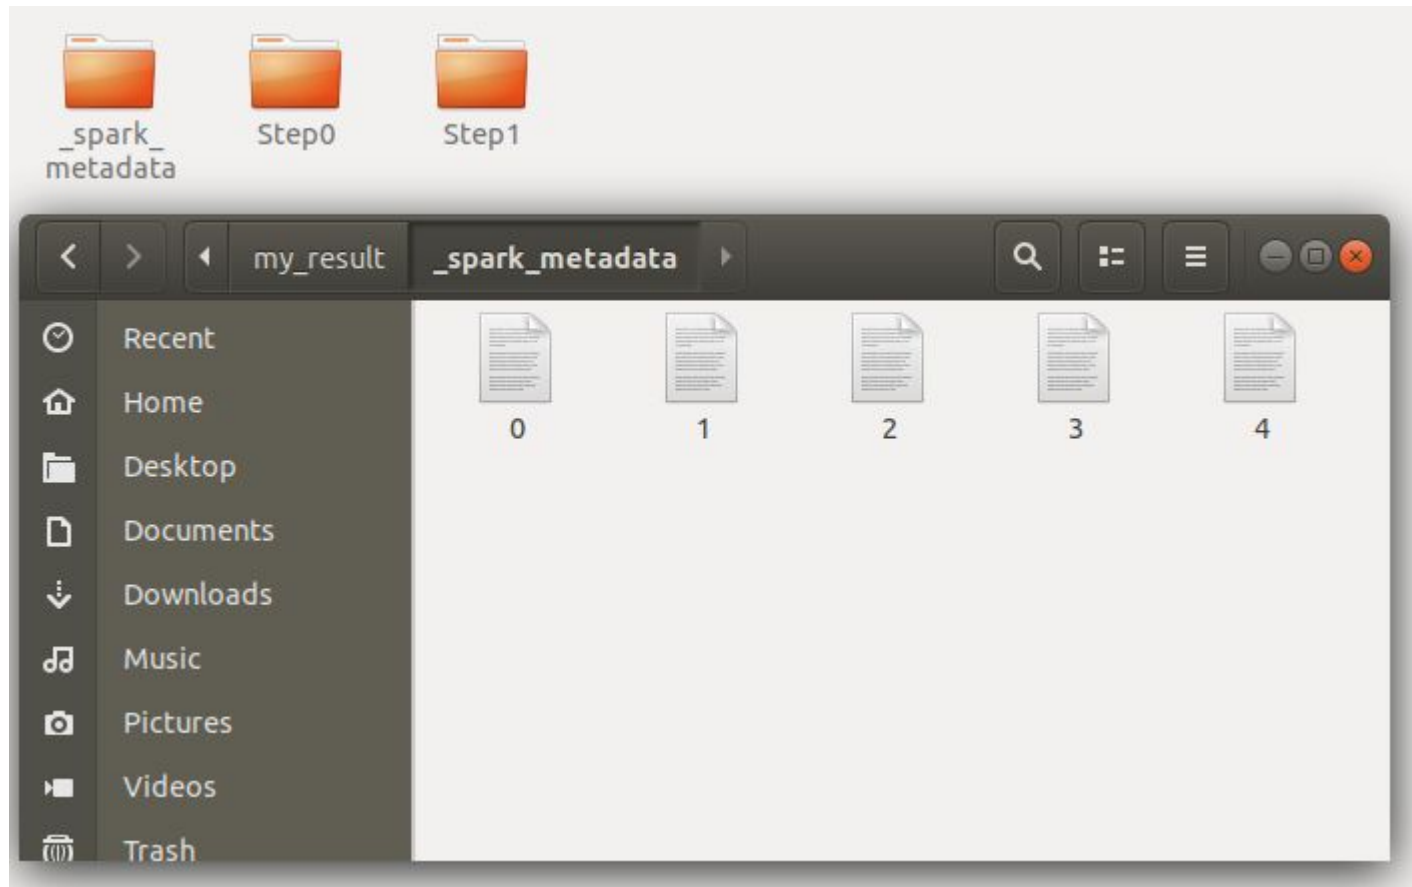 _spark_
metadata
Step0
Step1
my_result
_spark_metadata
Recent
Home
Desktop
Documents
Downloads
Music
Pictures
Videos
Trash
0
1
2
3
4